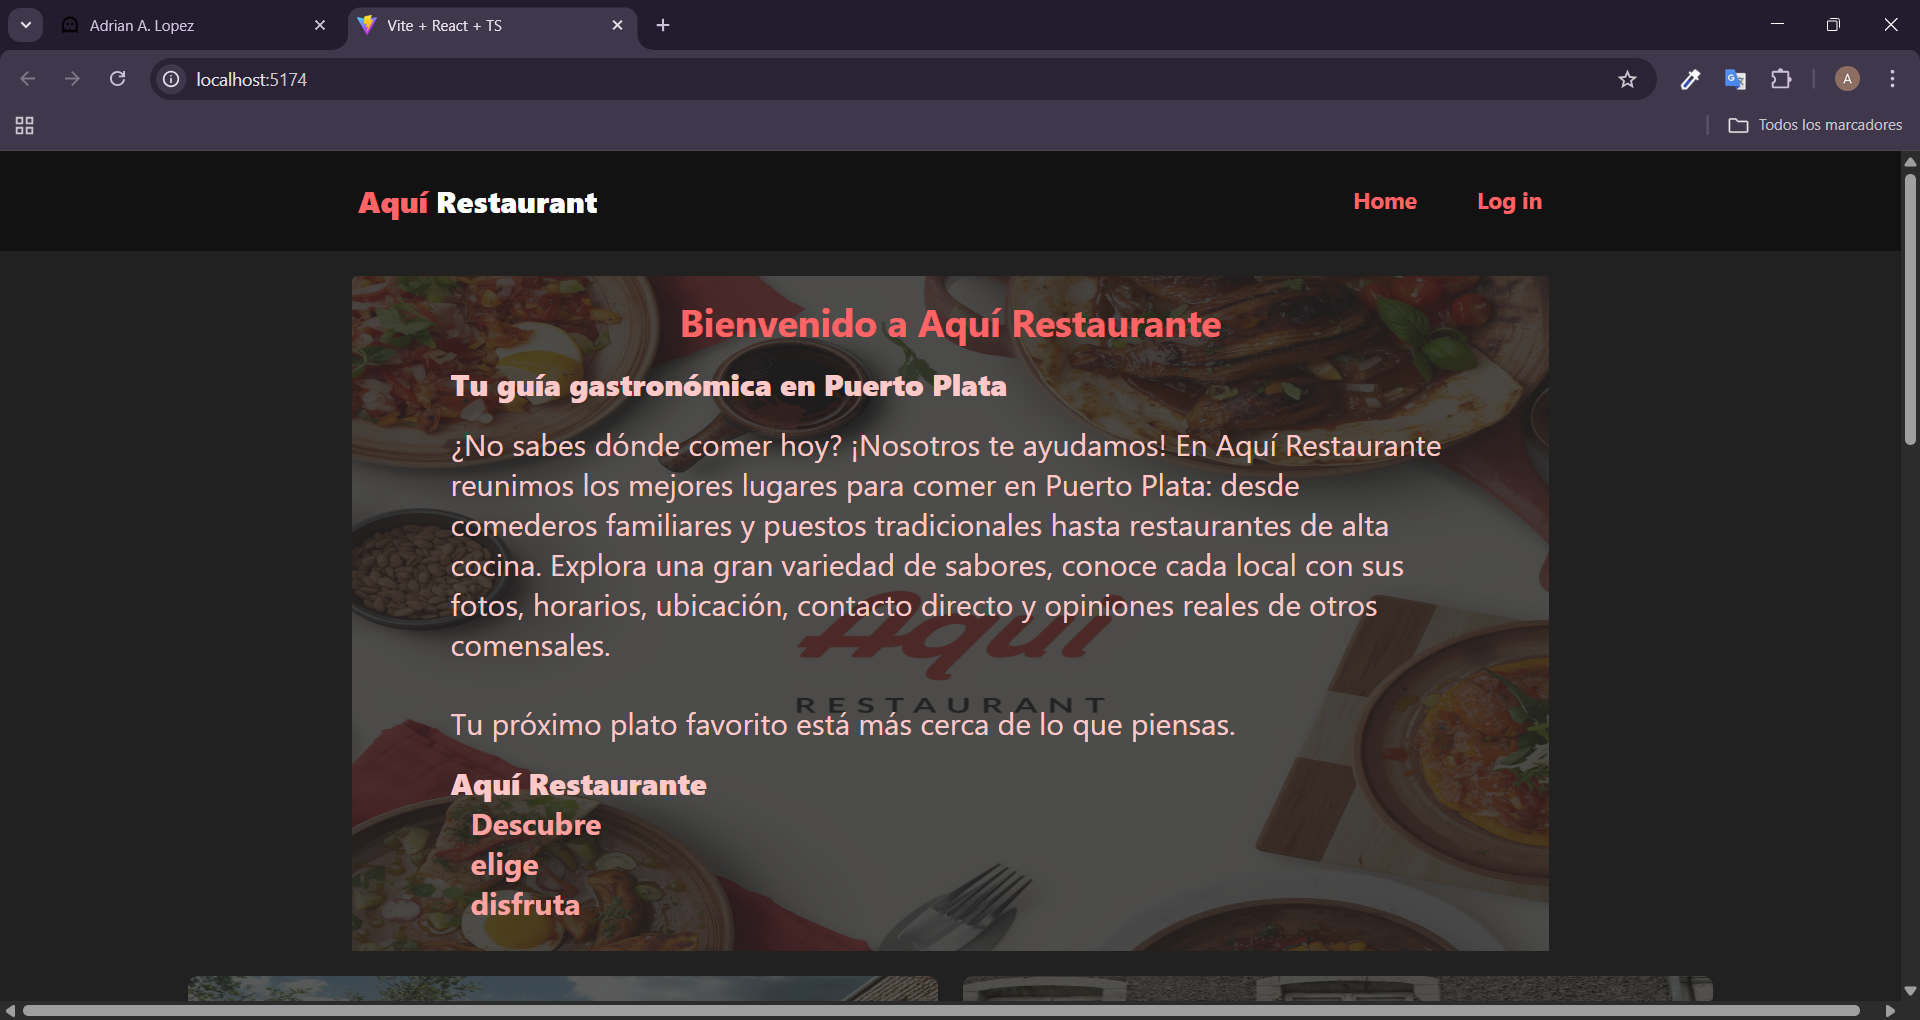 Adrian A. Lopez
Vite + React + TS
localhost:5174
A
Todos los marcadores
Aquí Restaurant
Home
Log in
Bienvenido a Aquí Restaurante
Tu guía gastronómica en Puerto Plata
¿No sabes dónde comer hoy? ¡Nosotros te ayudamos! En Aquí Restaurante
reunimos los mejores lugares para comer en Puerto Plata: desde
comederos familiares y puestos tradicionales hasta restaurantes de alta
cocina. Explora una gran variedad de sabores, conoce cada local con sus
fotos, horarios, ubicación, contacto directo y opiniones reales de otros
comensales.
Aquí
RESTAURANT
Tu próximo plato favorito está más cerca de lo que piensas.
Aquí Restaurante
Descubre
elige
disfruta